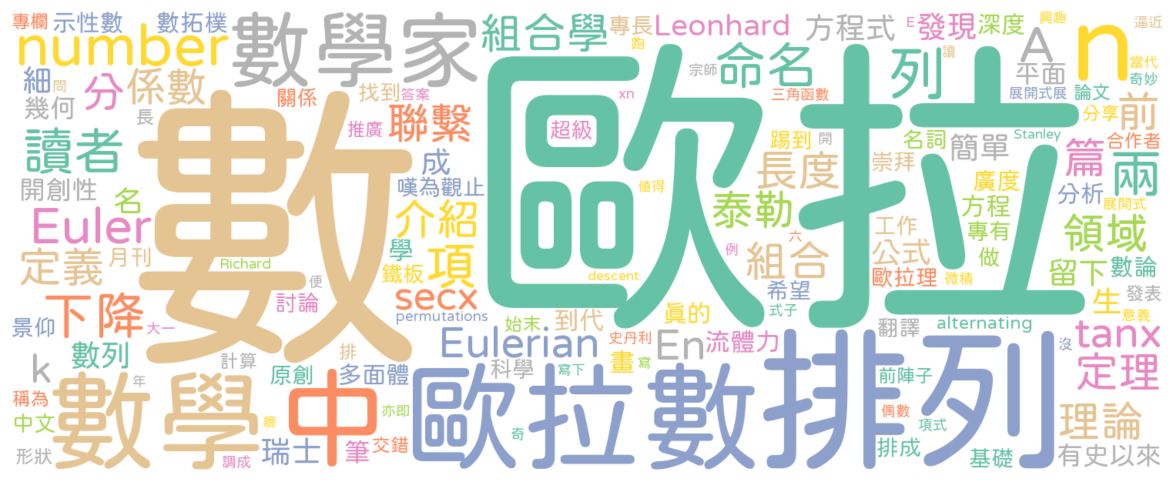 專欄 示性數 數拓樸 數學家 組合學 專長 Leonhard 方程式 發現 深度 E 興趣 逼近
number 跑 宗師 命名 列 A n 當代
細 問 係數 關係 找到 答案 xn 三角函數 平面 展開式展 論文 奇妙
幾何 分 長 推廣 聯繫 超級 踢到 開 名詞 Stanley 前 分享 合作者
讀者 數 歐拉 長度 簡單 篇 兩
開創性 名 成 嘆為觀止 值得 崇拜 讀 廣度 分析 展開式
Euler 介紹 泰勒 方程 領域
定義 月刊 Richard 學 項 例 六 工作 專有
便 鐵板 descent 組合 公式 做 留下 數論
下降 討論 secx 希望 歐拉理 微積 生 發表
景仰 大一 permutations 始末 到代 真的 式子 alternating 意義
數列 計算 排 Eulerian 史丹利 En 流體力 翻譯 沒 tanx
k 年 原創 多面體 科學 寫下 畫 寫 前陣子 定理
稱為 數學 中 亦即 歐拉數 排列 偶數 項式
中文 總 奇 理論
形狀 調成 瑞士 筆 交錯 排成 基礎 有史以來